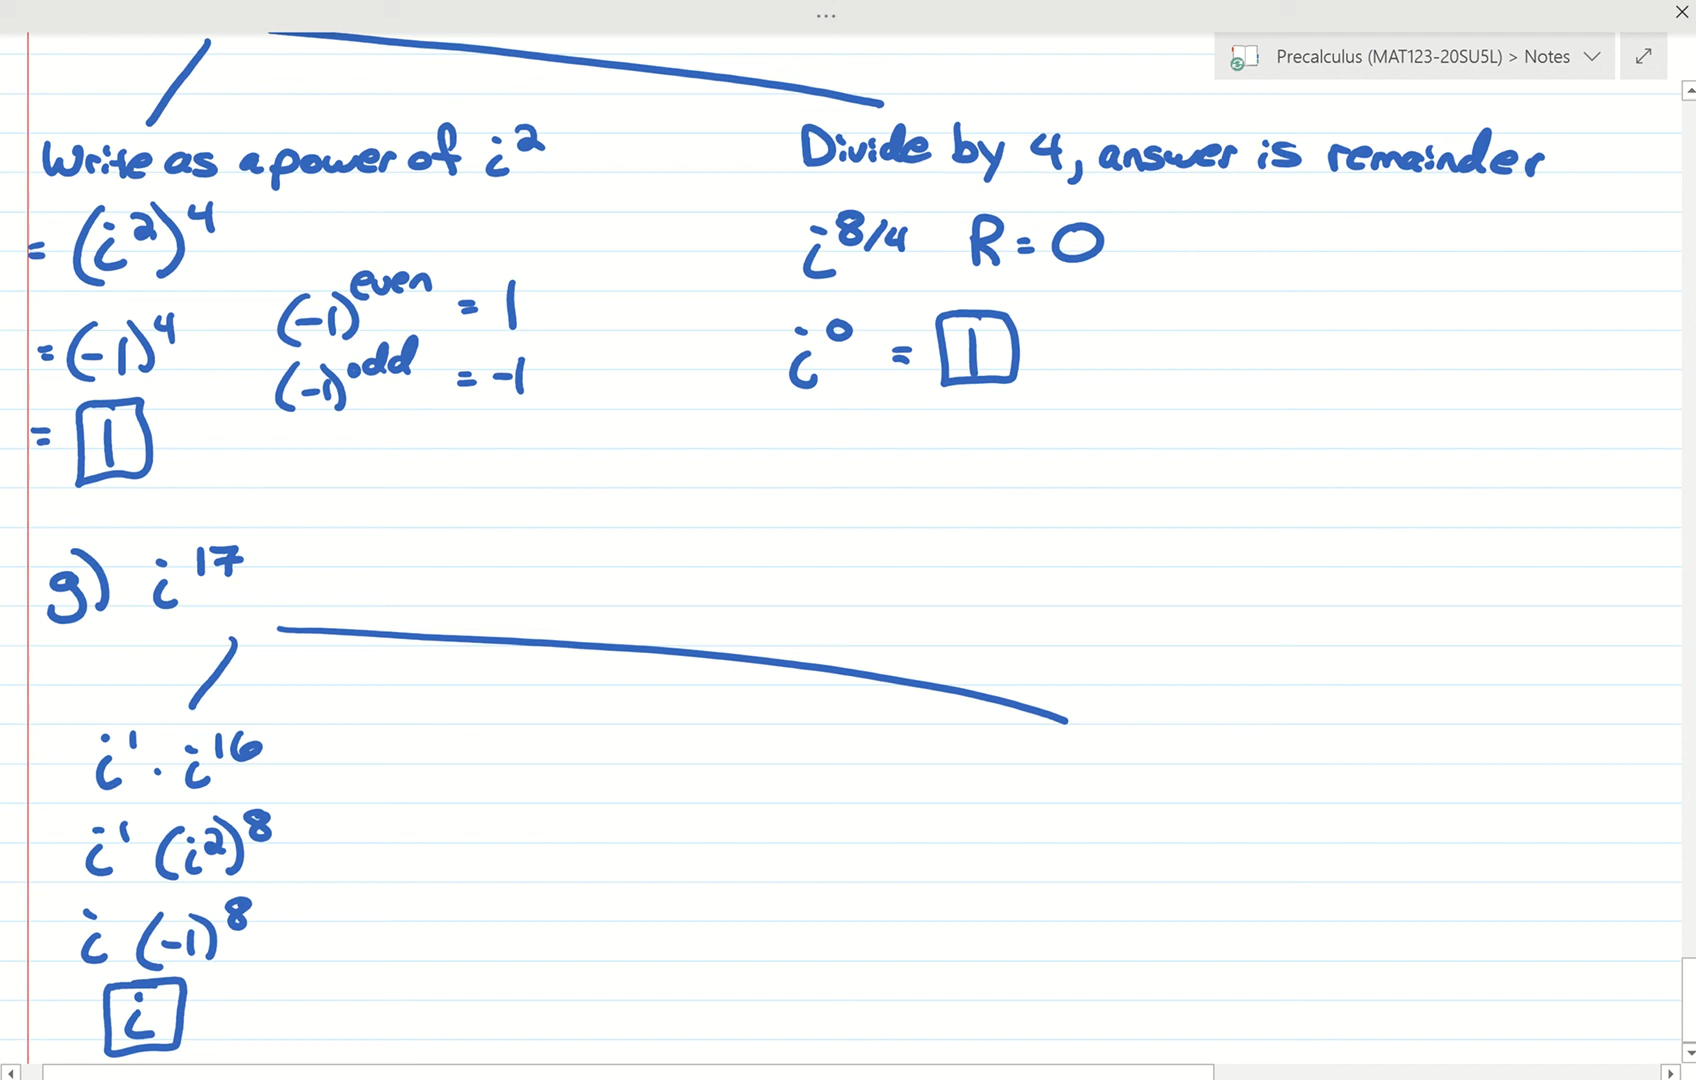 Precalculus (MAT123-20SU5L) > Notes
Write as a power of i²
= (i²)⁴
= (-1)⁴
= 1
(-1)^even = 1
(-1)^odd = -1
Divide by 4, answer is remainder
i^8/4 R = 0
i⁰ = 1
g) i¹⁷
i¹ · i¹⁶
i¹ (i²)⁸
i (-1)⁸
i